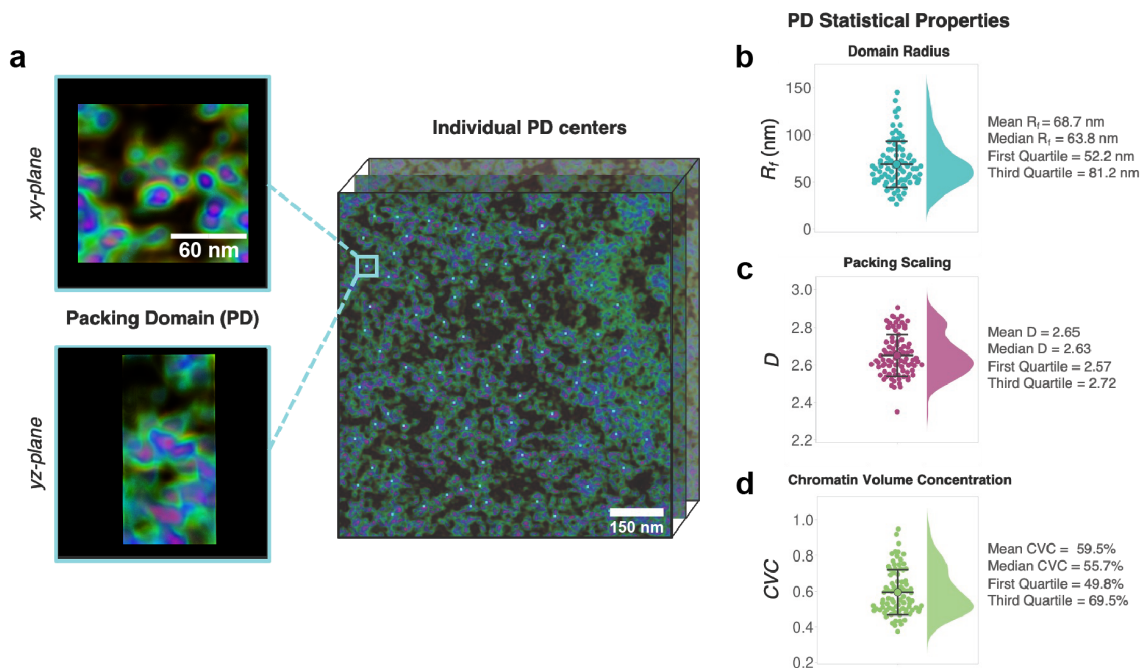 a
xy-plane
60 nm
Packing Domain (PD)
yz-plane
Individual PD centers
150 nm
PD Statistical Properties
b
Domain Radius
R_f (nm)
150
100
50
0
Mean R_f = 68.7 nm
Median R_f = 63.8 nm
First Quartile = 52.2 nm
Third Quartile = 81.2 nm
c
Packing Scaling
D
3.0
2.8
2.6
2.4
2.2
Mean D = 2.65
Median D = 2.63
First Quartile = 2.57
Third Quartile = 2.72
d
Chromatin Volume Concentration
CVC
1.0
0.8
0.6
0.4
0.2
Mean CVC = 59.5%
Median CVC = 55.7%
First Quartile = 49.8%
Third Quartile = 69.5%